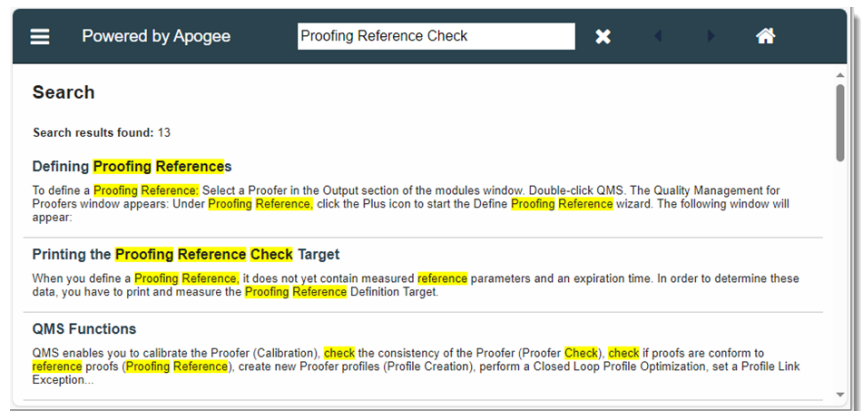 Powered by Apogee
Proofing Reference Check
Search
Search results found: 13
Defining Proofing References
To define a Proofing Reference: Select a Proofer in the Output section of the modules window. Double-click QMS. The Quality Management for
Proofers window appears: Under Proofing Reference, click the Plus icon to start the Define Proofing Reference wizard. The following window will
appear:
Printing the Proofing Reference Check Target
When you define a Proofing Reference, it does not yet contain measured reference parameters and an expiration time. In order to determine these
data, you have to print and measure the Proofing Reference Definition Target.
QMS Functions
QMS enables you to calibrate the Proofer (Calibration), check the consistency of the Proofer (Proofer Check), check if proofs are conform to
reference proofs (Proofing Reference), create new Proofer profiles (Profile Creation), perform a Closed Loop Profile Optimization, set a Profile Link
Exception...